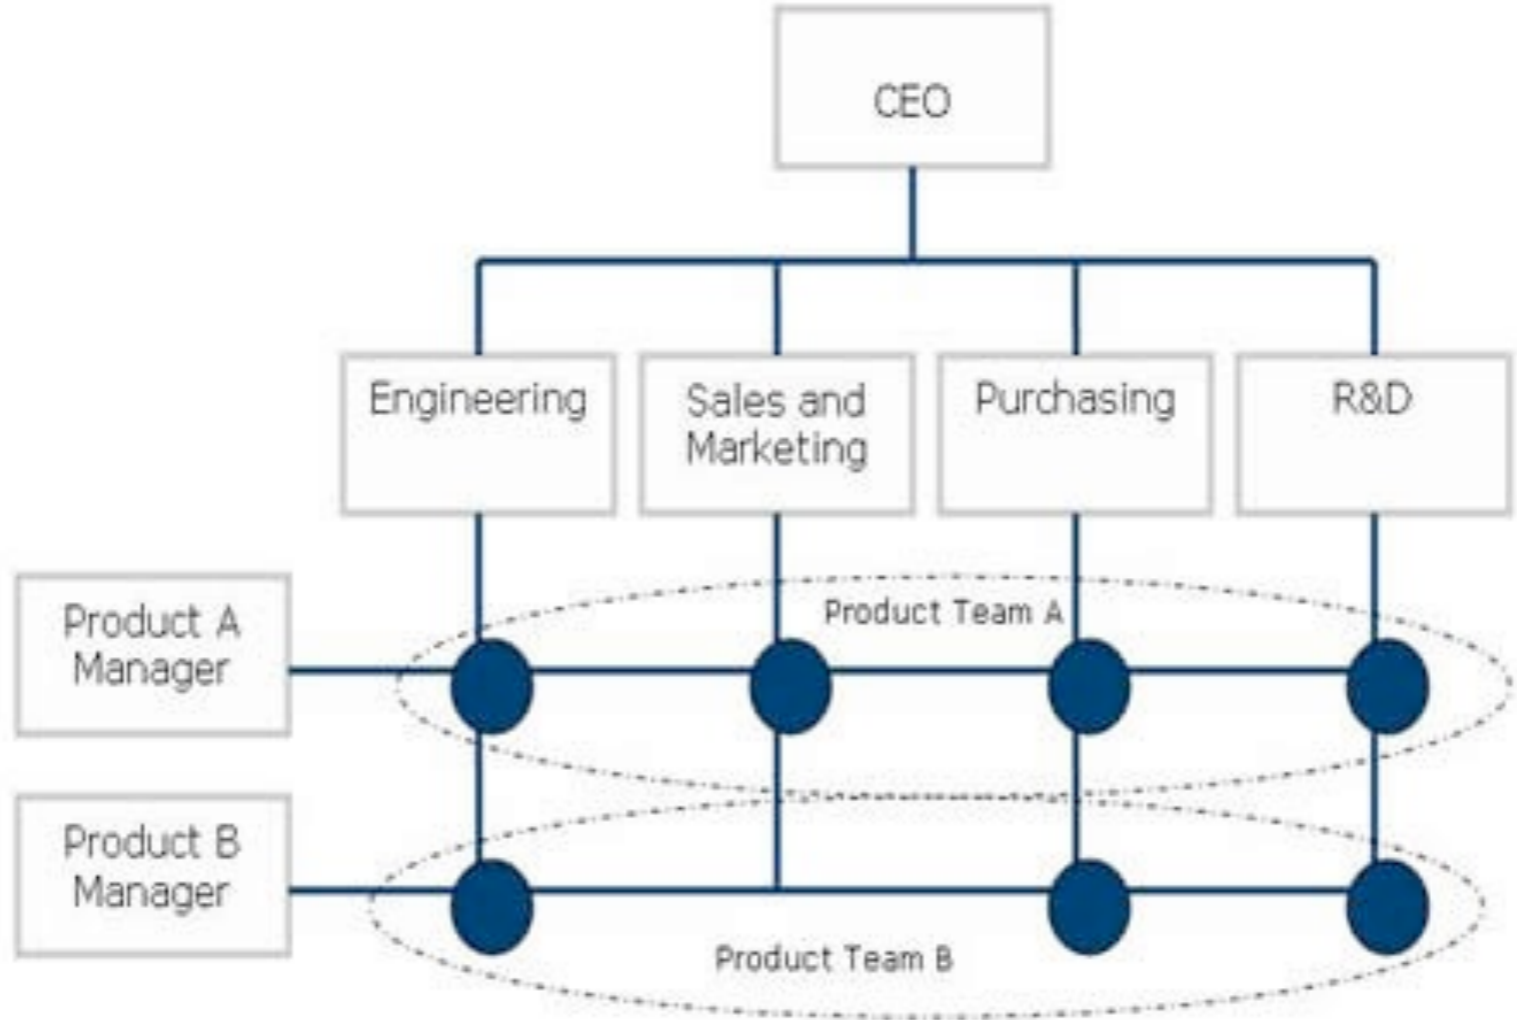 CEO
Engineering
Sales and
Marketing
Purchasing
R&D
Product A
Manager
Product Team A
Product B
Manager
Product Team B